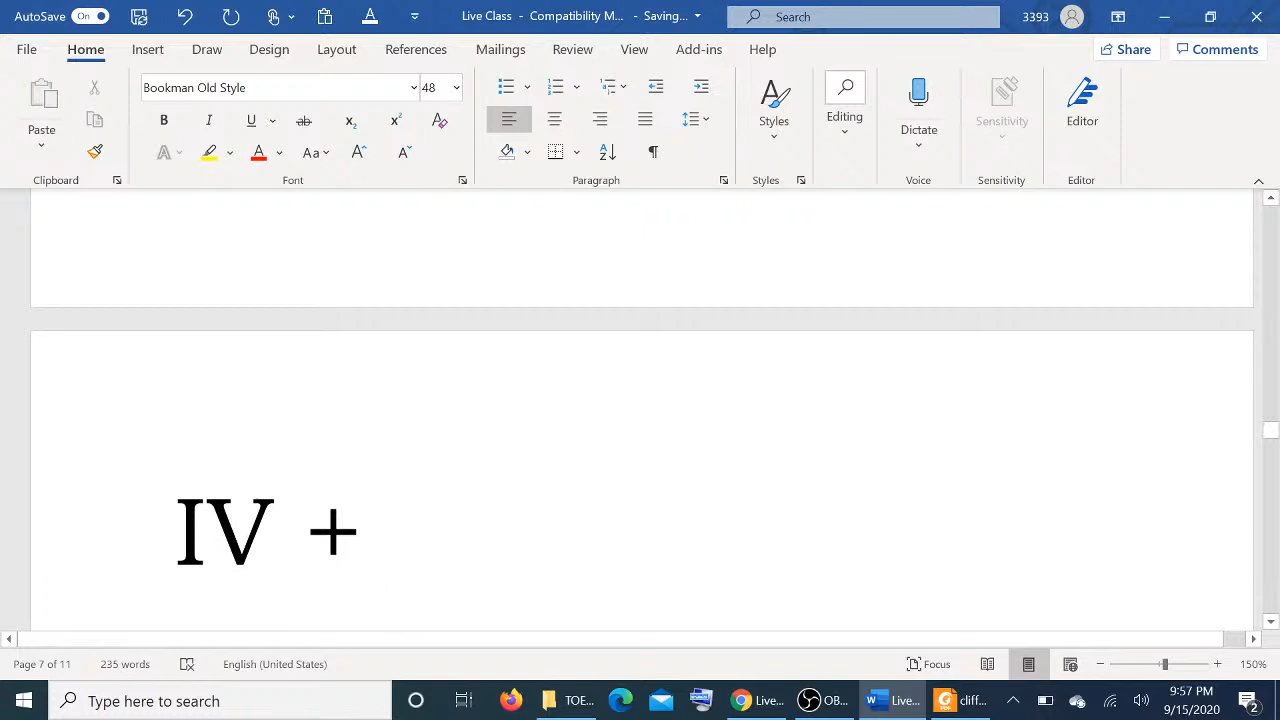 AutoSave On Live Class - Compatibility M... - Saving... Search 3393
File Home Insert Draw Design Layout References Mailings Review View Add-ins Help Share Comments
Bookman Old Style 48
Paste Styles Editing Dictate Sensitivity Editor
Clipboard Font Paragraph Styles Voice Sensitivity Editor
IV +
Page 7 of 11 235 words English (United States) Focus 150%
Type here to search TOE... Live... OB... Live... cliff... 9:57 PM
9/15/2020 2